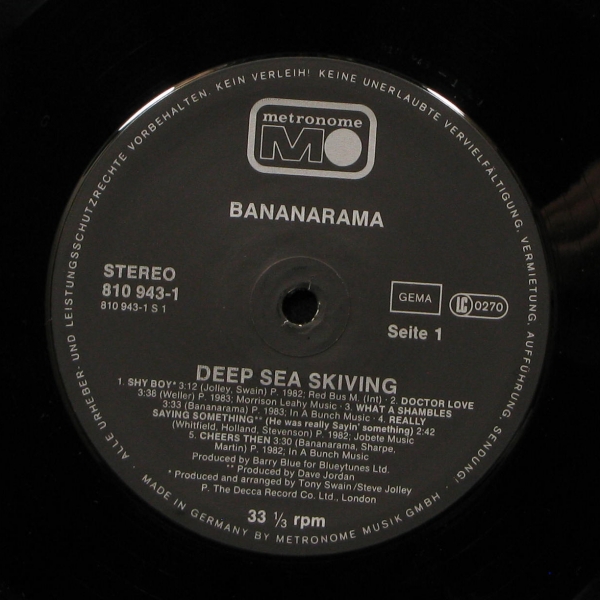 ALLE URHEBER- UND LEISTUNGSSCHUTZRECHTE VORBEHALTEN. KEIN VERLEIH! KEINE UNERLAUBTE VERVIELFÄLTIGUNG, VERMIETUNG, AUFFÜHRUNG, SENDUNG!
metronome
M
BANANARAMA
STEREO
810 943-1
810 943-1 S 1
GEMA
LC 0270
Seite 1
DEEP SEA SKIVING
1. SHY BOY* 3:12 (Jolley, Swain) P. 1982; Red Bus M. (Int) · 2. DOCTOR LOVE
3:36 (Weller) P. 1983; Morrison Leahy Music · 3. WHAT A SHAMBLES
3:33 (Bananarama) P. 1983; In A Bunch Music · 4. REALLY
SAYING SOMETHING** (He was really Sayin' something) 2:42
(Whitfield, Holland, Stevenson) P. 1982; Jobete Music
5. CHEERS THEN 3:30 (Bananarama, Sharpe,
Martin) P. 1982; In A Bunch Music
Produced by Barry Blue for Blueytunes Ltd.
** Produced by Dave Jordan
* Produced and arranged by Tony Swain/Steve Jolley
P. The Decca Record Co. Ltd., London
33 ⅓ rpm
MADE IN GERMANY BY METRONOME MUSIK GMBH